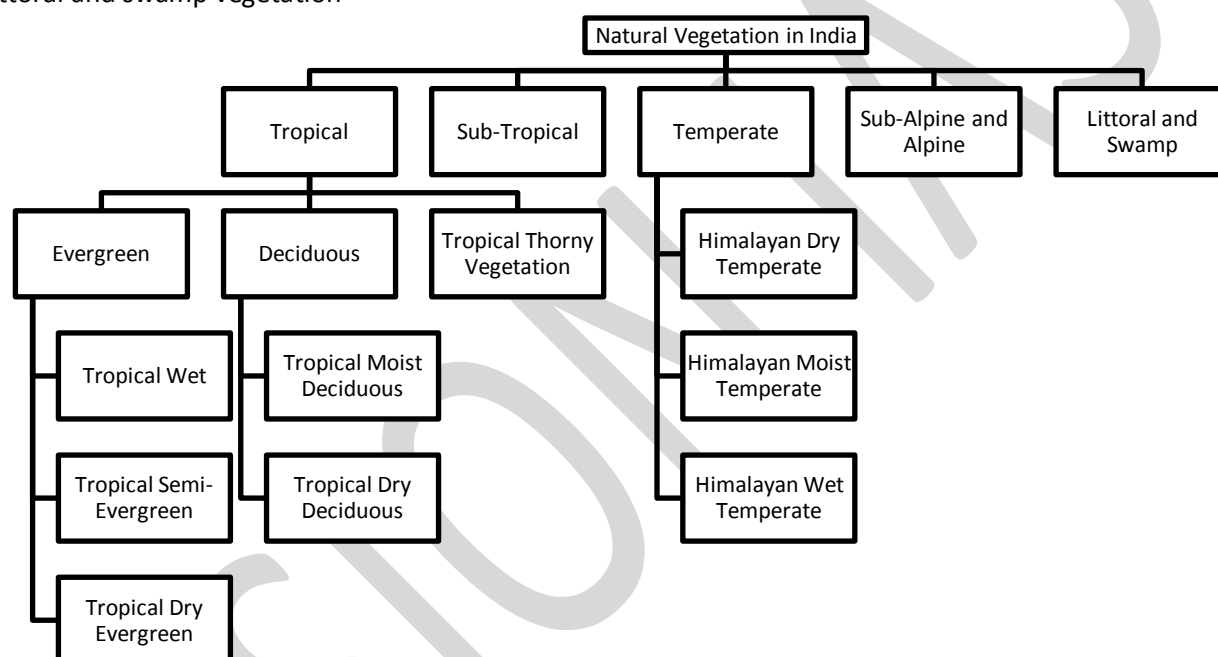 ttoral and swamp vegetation
Natural Vegetation in India
Tropical
Sub-Tropical
Temperate
Sub-Alpine and
Alpine
Littoral and
Swamp
Evergreen
Deciduous
Tropical Thorny
Vegetation
Himalayan Dry
Temperate
Tropical Wet
Tropical Moist
Deciduous
Himalayan Moist
Temperate
Tropical Semi-
Evergreen
Tropical Dry
Deciduous
Himalayan Wet
Temperate
Tropical Dry
Evergreen